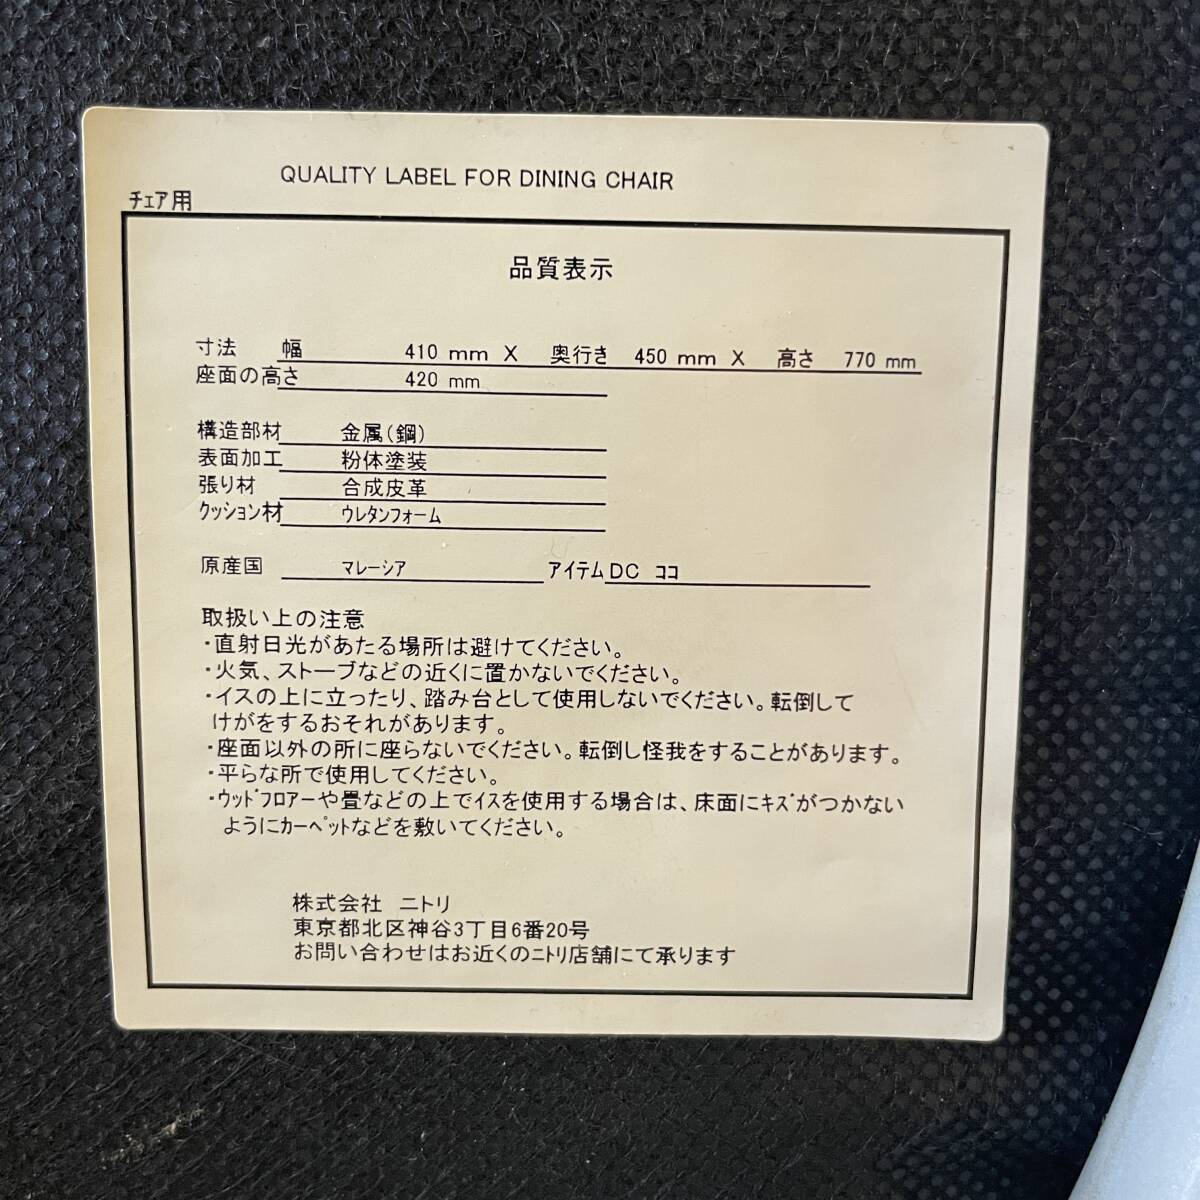 QUALITY LABEL FOR DINING CHAIR
チェア用
品質表示
寸法 幅 410 mm X 奥行き 450 mm X 高さ 770 mm
座面の高さ 420 mm
構造部材 金属(鋼)
表面加工 粉体塗装
張り材 合成皮革
クッション材 ウレタンフォーム
原産国 マレーシア アイテム DC ココ
取扱い上の注意
・直射日光があたる場所は避けてください。
・火気、ストーブなどの近くに置かないでください。
・イスの上に立ったり、踏み台として使用しないでください。転倒して
けがをするおそれがあります。
・座面以外の所に座らないでください。転倒し怪我をすることがあります。
・平らな所で使用してください。
・ウッドフロアーや畳などの上でイスを使用する場合は、床面にキズがつかない
ようにカーペットなどを敷いてください。
株式会社 ニトリ
東京都北区神谷3丁目6番20号
お問い合わせはお近くのニトリ店舗にて承ります